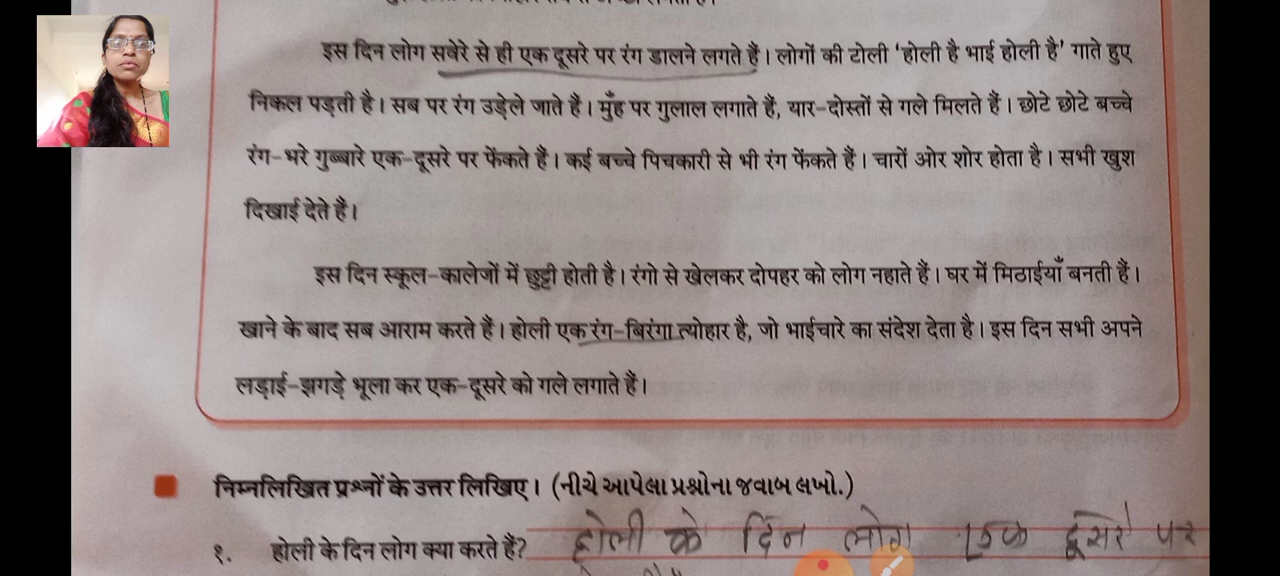 इस दिन लोग सवेरे से ही एक दूसरे पर रंग डालने लगते हैं। लोगों की टोली 'होली है भाई होली है' गाते हुए
निकल पड़ती है। सब पर रंग उड़ेले जाते हैं। मुँह पर गुलाल लगाते हैं, यार-दोस्तों से गले मिलते हैं। छोटे छोटे बच्चे
रंग-भरे गुब्बारे एक-दूसरे पर फेंकते हैं। कई बच्चे पिचकारी से भी रंग फेंकते हैं। चारों ओर शोर होता है। सभी खुश
दिखाई देते हैं।
इस दिन स्कूल-कालेजों में छुट्टी होती है। रंगो से खेलकर दोपहर को लोग नहाते हैं। घर में मिठाईयाँ बनती हैं।
खाने के बाद सब आराम करते हैं। होली एक रंग-बिरंगा त्योहार है, जो भाईचारे का संदेश देता है। इस दिन सभी अपने
लड़ाई-झगड़े भूला कर एक-दूसरे को गले लगाते हैं।
निम्नलिखित प्रश्नों के उत्तर लिखिए। (નીચે આપેલા પ્રશ્નોના જવાબ લખો.)
१. होली के दिन लोग क्या करते हैं? होली के दिन लोग एक दूसरे पर